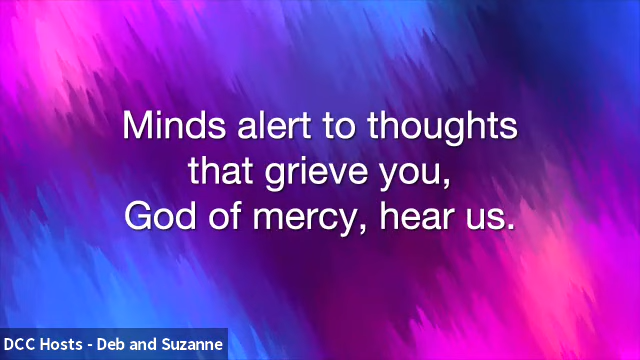 Minds alert to thoughts
that grieve you,
God of mercy, hear us.
DCC Hosts - Deb and Suzanne